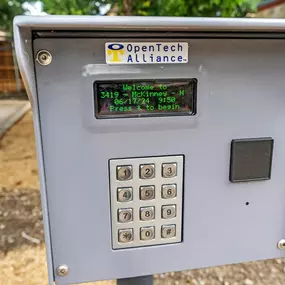 OpenTech
Alliance™
Welcome to
3419 - McKinney - N
06/17/24 9:50
Press * to begin
1 2 3
4 5 6
7 8 9
* 0 #